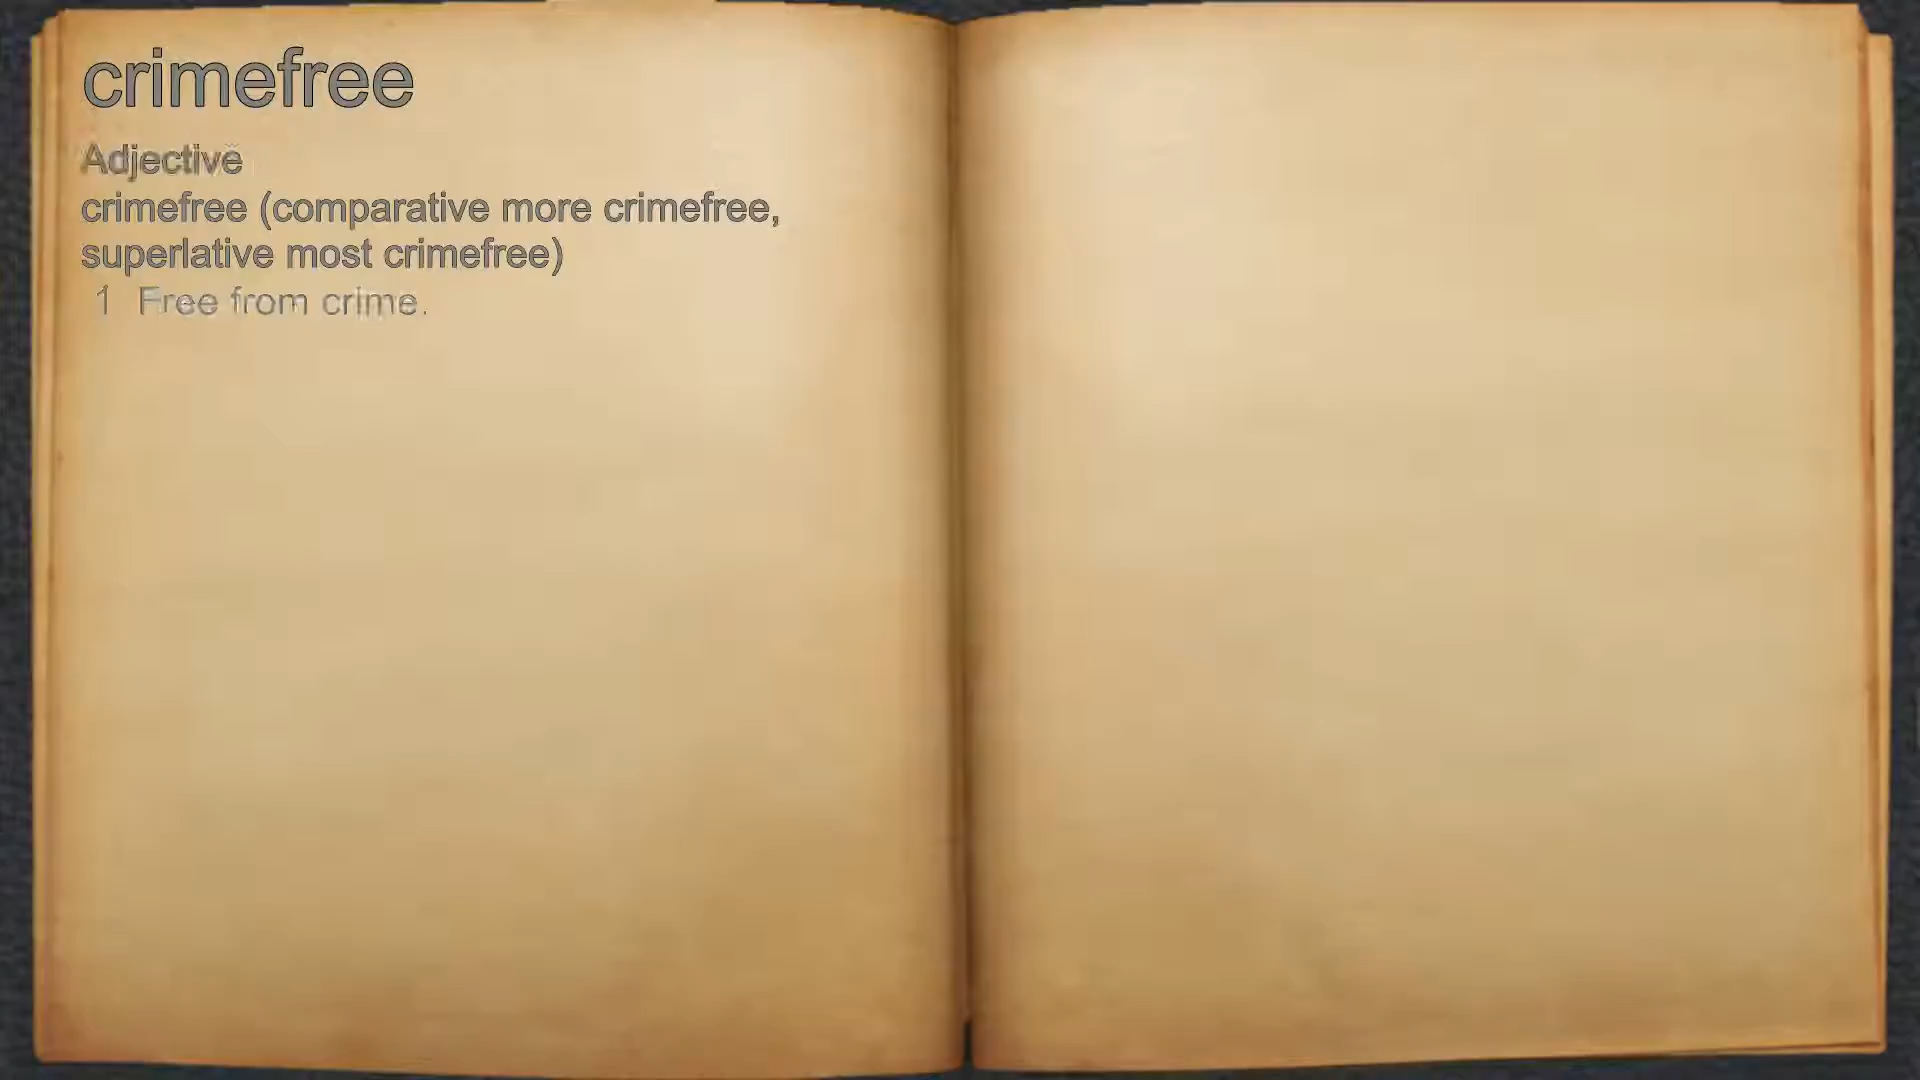 crimefree
Adjective
crimefree (comparative more crimefree,
superlative most crimefree)
1 Free from crime.